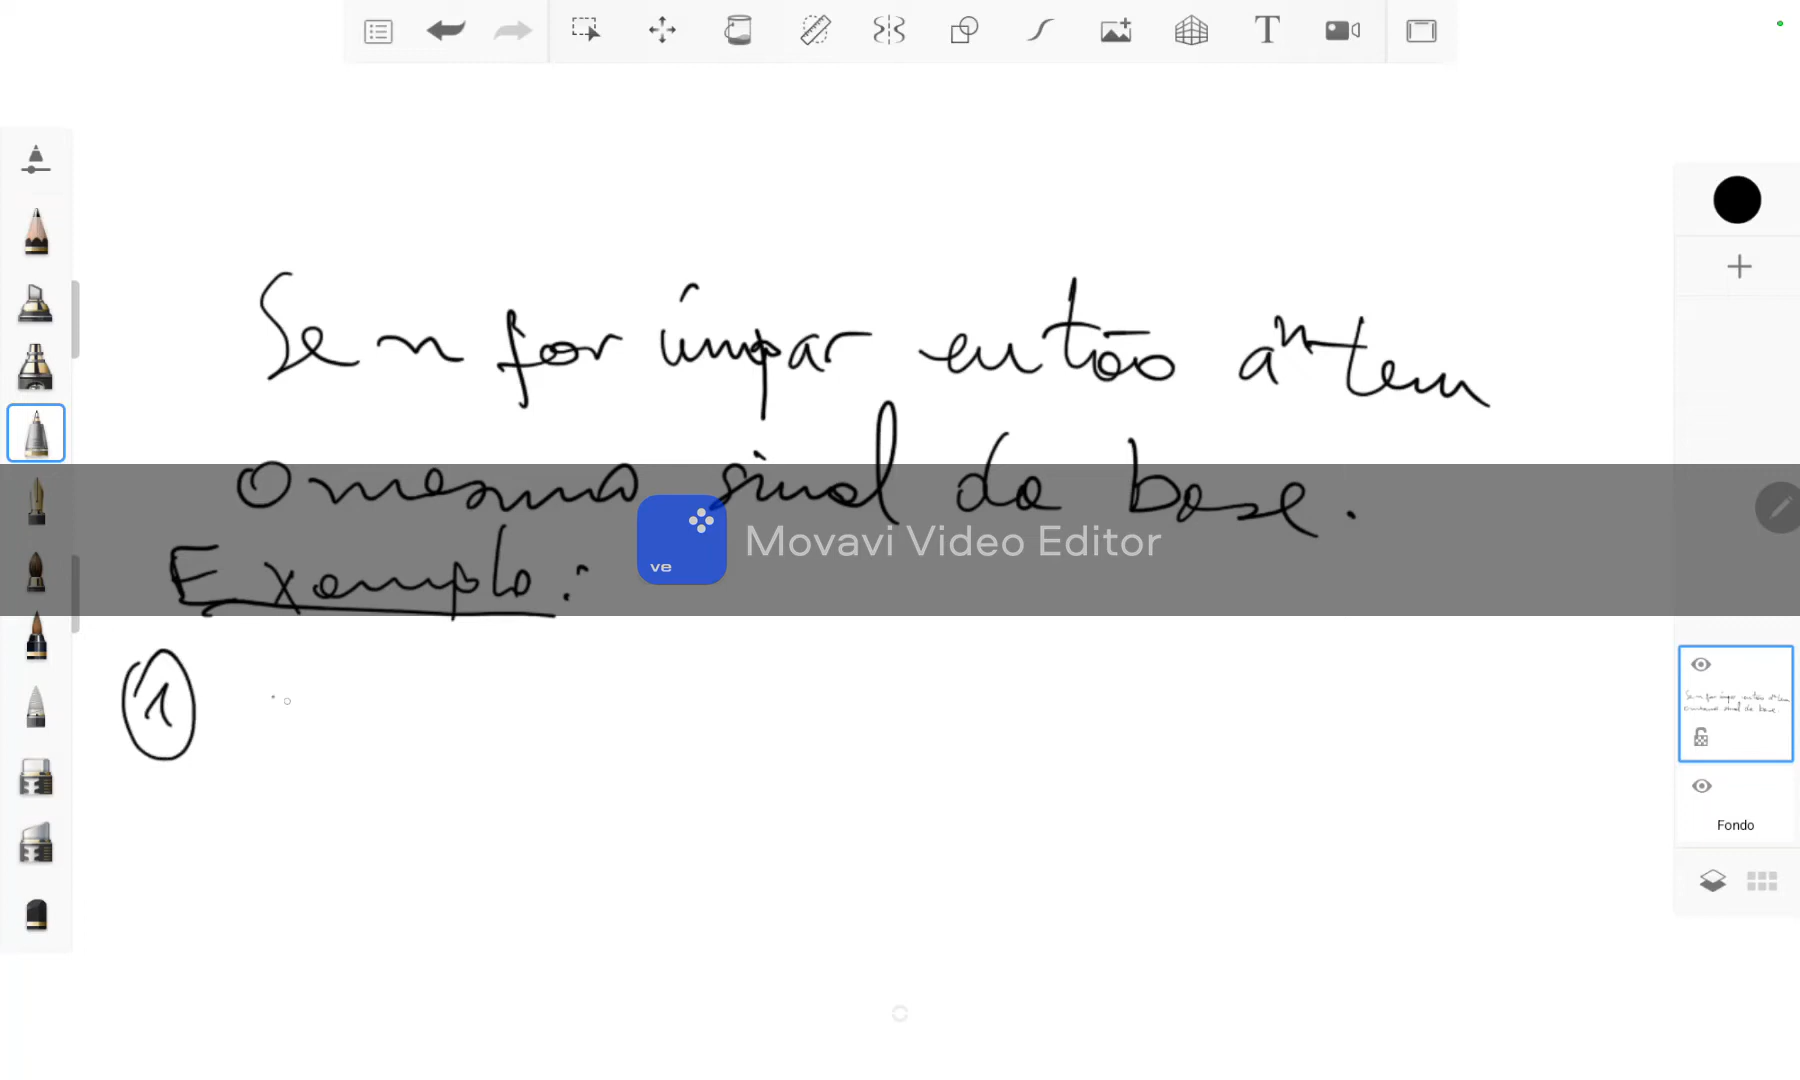 Se n for ímpar então aⁿ tem
o mesmo sinal da base.
ve Movavi Video Editor
Exemplo:
1
Fondo